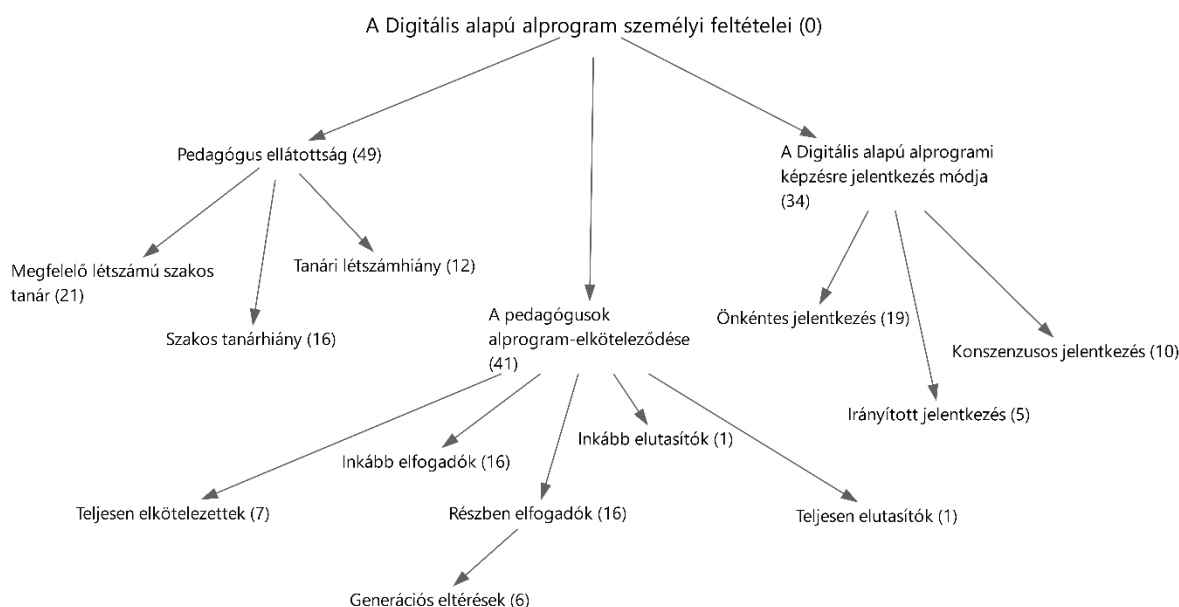 A Digitális alapú alprogram személyi feltételei (0)
Pedagógus ellátottság (49)
A Digitális alapú alprogrami
képzésre jelentkezés módja
(34)
Megfelelő létszámú szakos
tanár (21)
Tanári létszámhiány (12)
Szakos tanárhiány (16)
A pedagógusok
alprogram-elköteleződése
(41)
Önkéntes jelentkezés (19)
Konszenzusos jelentkezés (10)
Irányított jelentkezés (5)
Inkább elutasítók (1)
Inkább elfogadók (16)
Teljesen elkötelezettek (7)
Részben elfogadók (16)
Teljesen elutasítók (1)
Generációs eltérések (6)